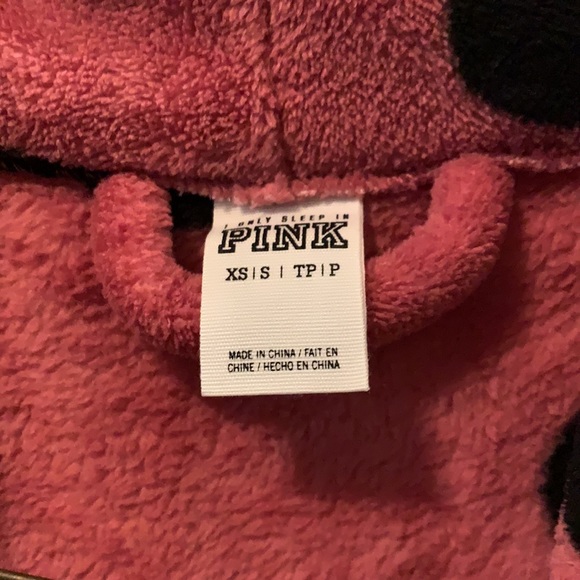 I ONLY SLEEP IN
PINK
XS|S | TP|P
MADE IN CHINA / FAIT EN
CHINE / HECHO EN CHINA